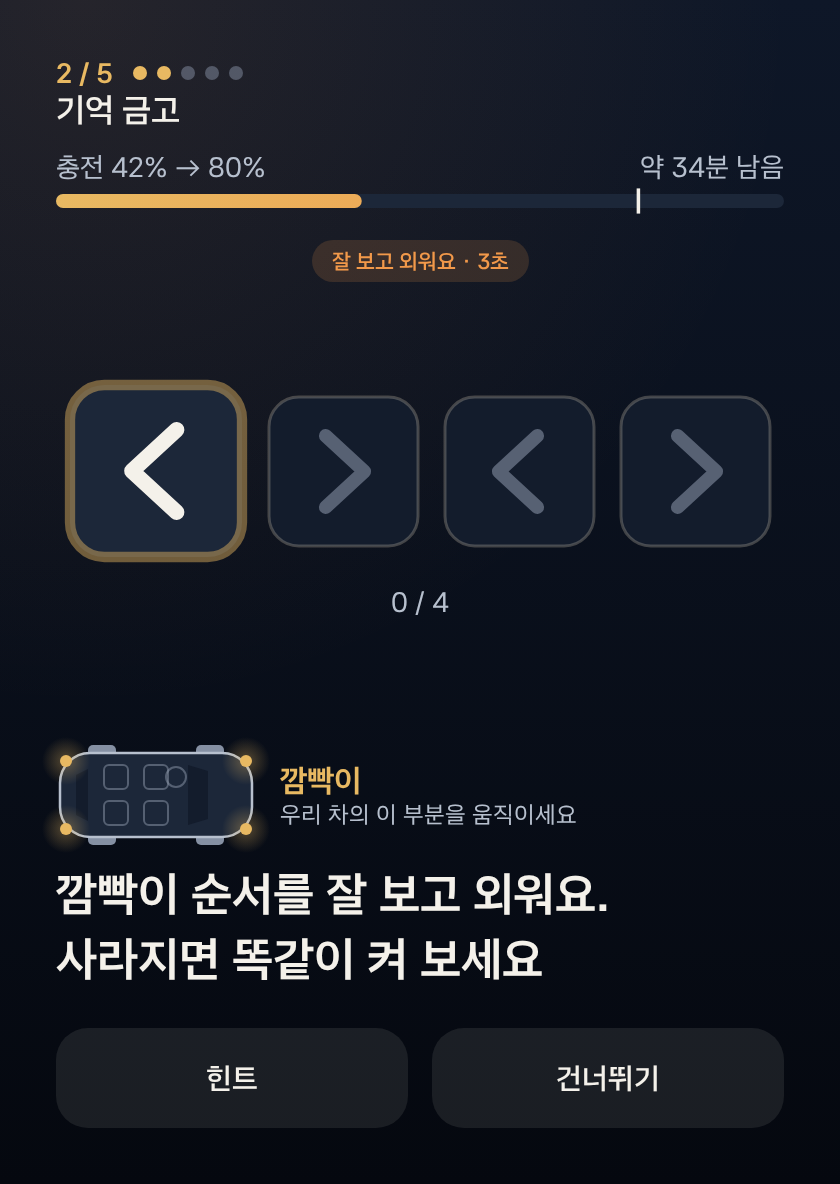 2 / 5
기억 금고
충전 42% → 80%
약 34분 남음
잘 보고 외워요 · 3초
0 / 4
깜빡이
우리 차의 이 부분을 움직이세요
깜빡이 순서를 잘 보고 외워요.
사라지면 똑같이 켜 보세요
힌트
건너뛰기